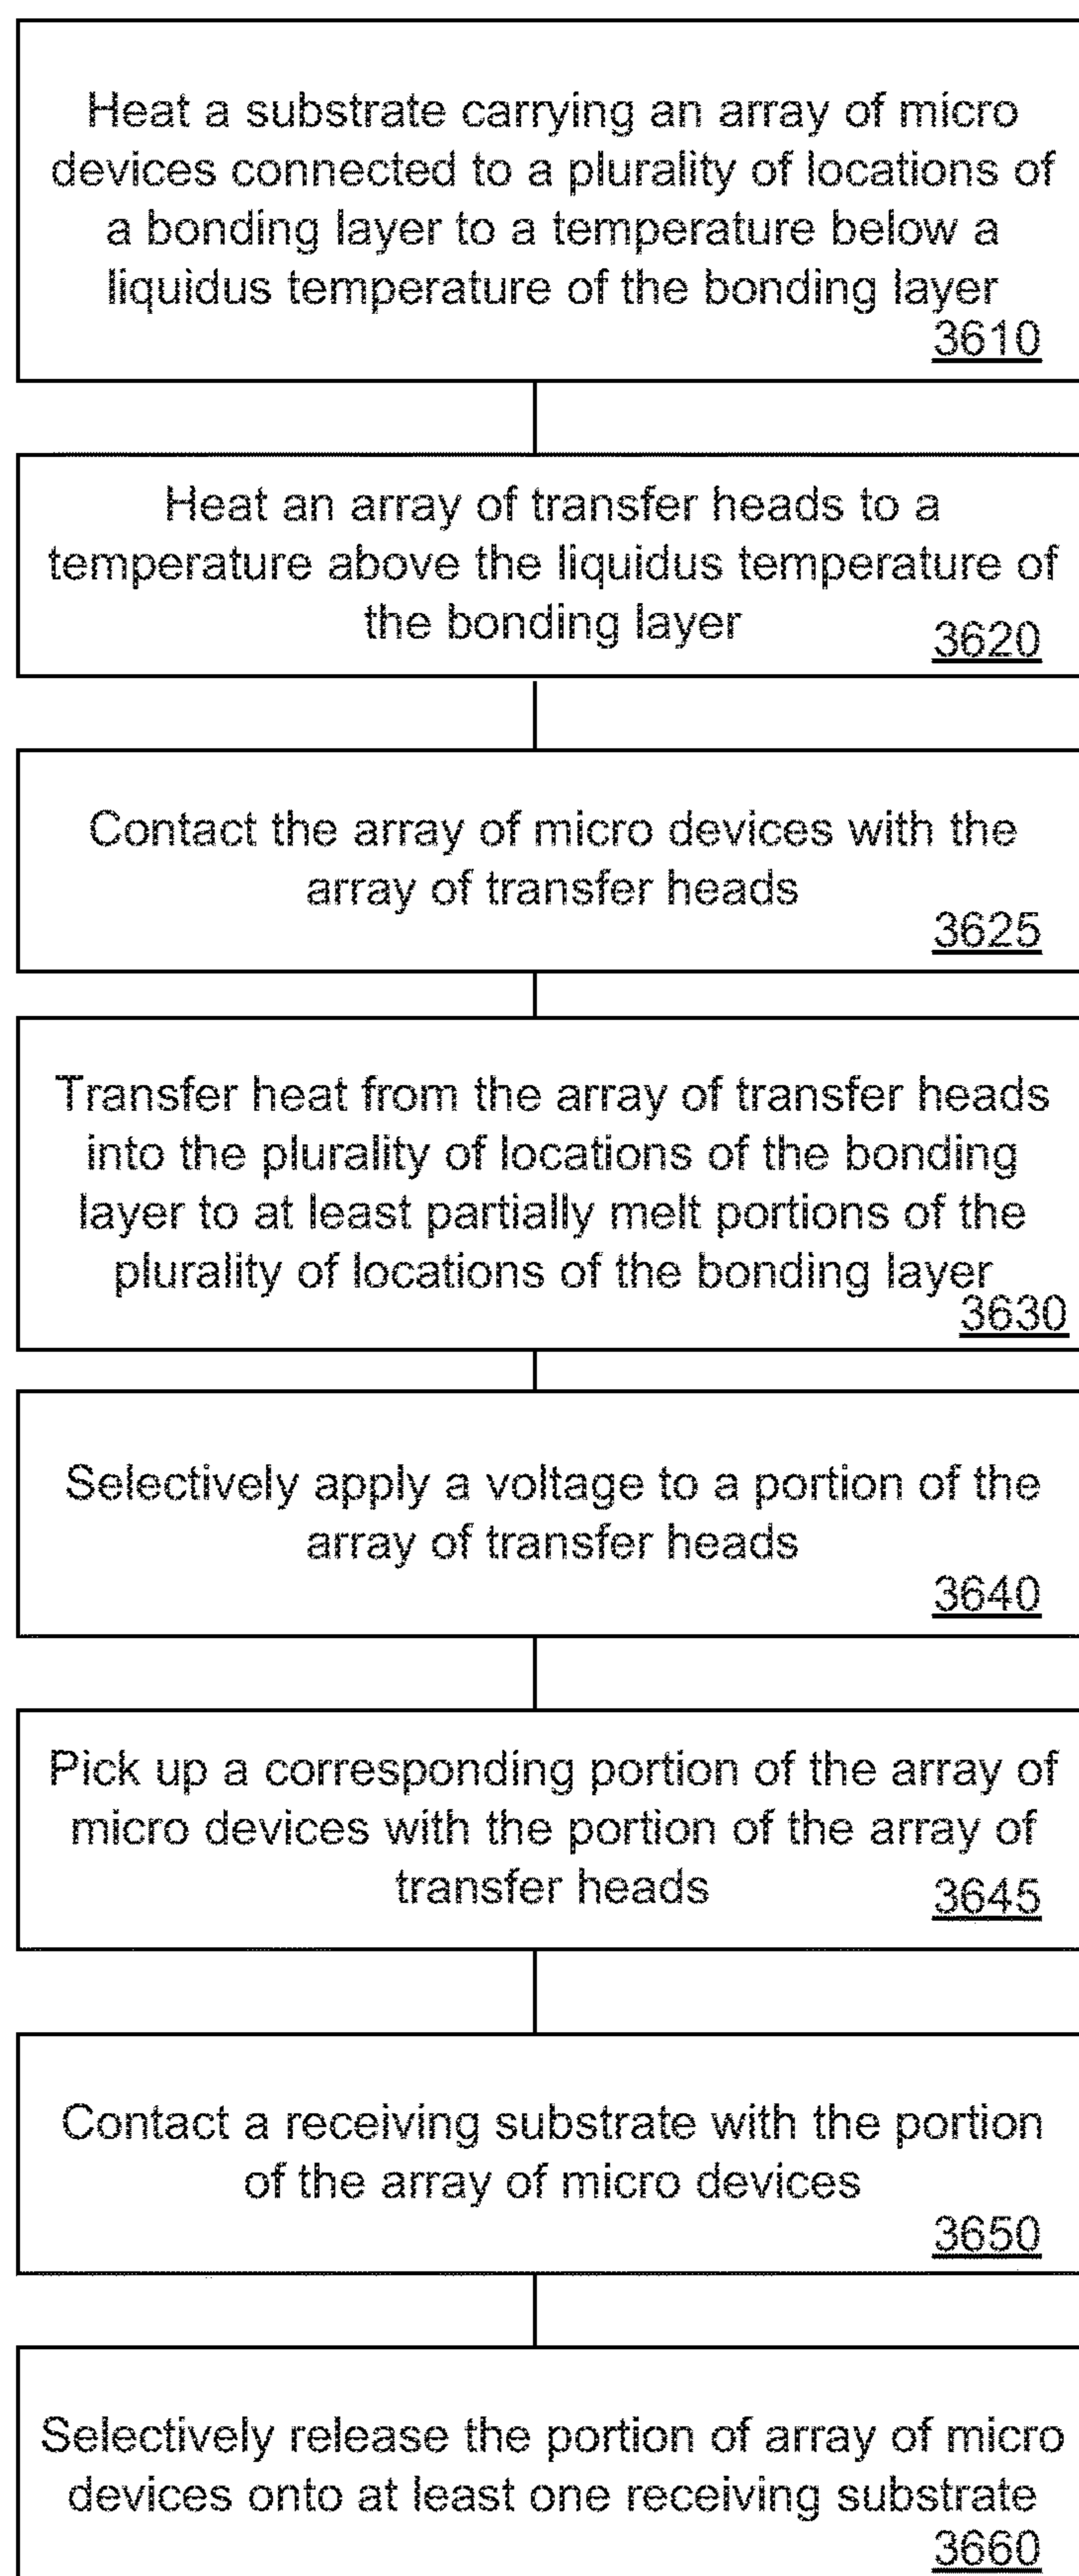 Heat a substrate carrying an array of micro
devices connected to a plurality of locations of
a bonding layer to a temperature below a
liquidus temperature of the bonding layer
3610
Heat an array of transfer heads to a
temperature above the liquidus temperature of
the bonding layer
3620
Contact the array of micro devices with the
array of transfer heads
3625
Transfer heat from the array of transfer heads
into the plurality of locations of the bonding
layer to at least partially melt portions of the
plurality of locations of the bonding layer
3630
Selectively apply a voltage to a portion of the
array of transfer heads
3640
Pick up a corresponding portion of the array of
micro devices with the portion of the array of
transfer heads
3645
Contact a receiving substrate with the portion
of the array of micro devices
3650
Selectively release the portion of array of micro
devices onto at least one receiving substrate
3660